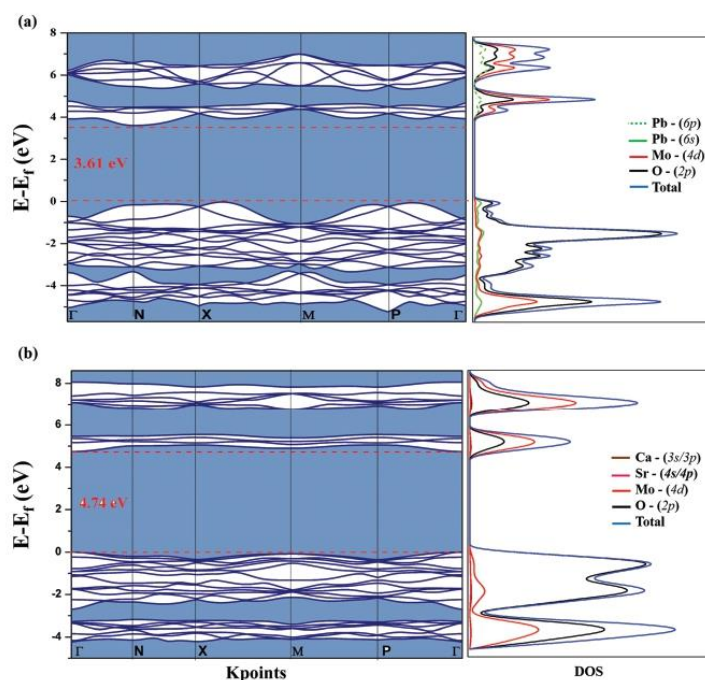 (a)
E-Ef (eV)
8
6
4
2
0
-2
-4
3.61 eV
Γ N X M P Γ
Pb - (6p)
Pb - (6s)
Mo - (4d)
O - (2p)
Total
(b)
E-Ef (eV)
8
6
4
2
0
-2
-4
4.74 eV
Γ N X M P Γ
Ca - (3s/3p)
Sr - (4s/4p)
Mo - (4d)
O - (2p)
Total
Kpoints
DOS